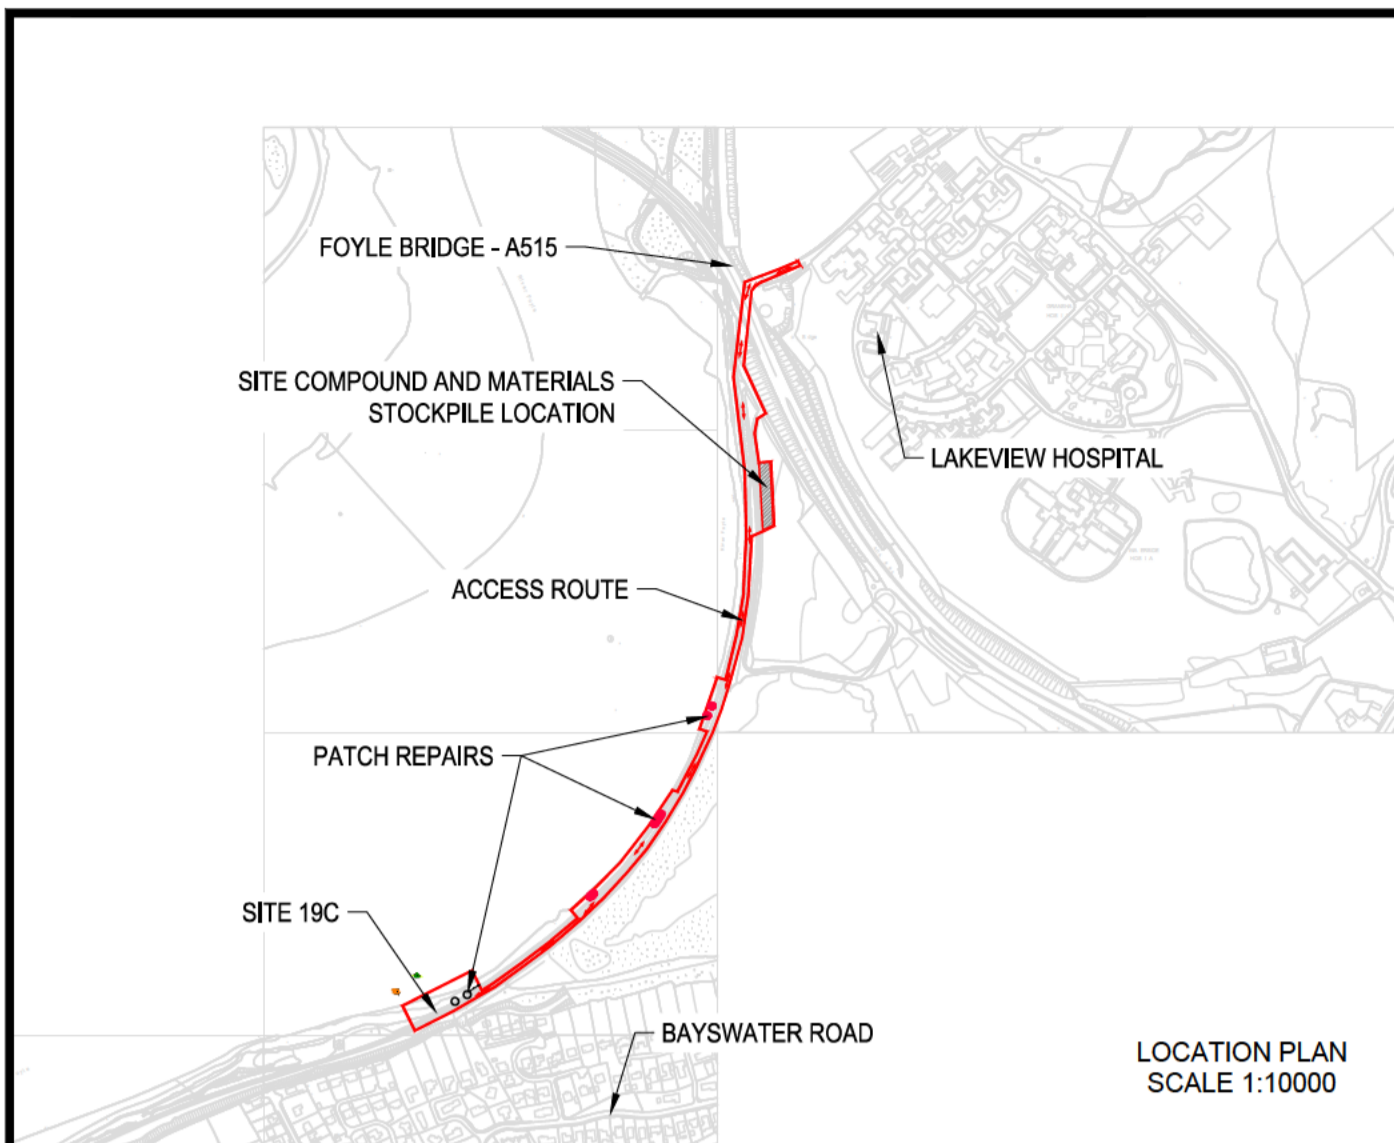 FOYLE BRIDGE - A515
SITE COMPOUND AND MATERIALS
STOCKPILE LOCATION
LAKEVIEW HOSPITAL
ACCESS ROUTE
PATCH REPAIRS
SITE 19C
BAYSWATER ROAD
LOCATION PLAN
SCALE 1:10000